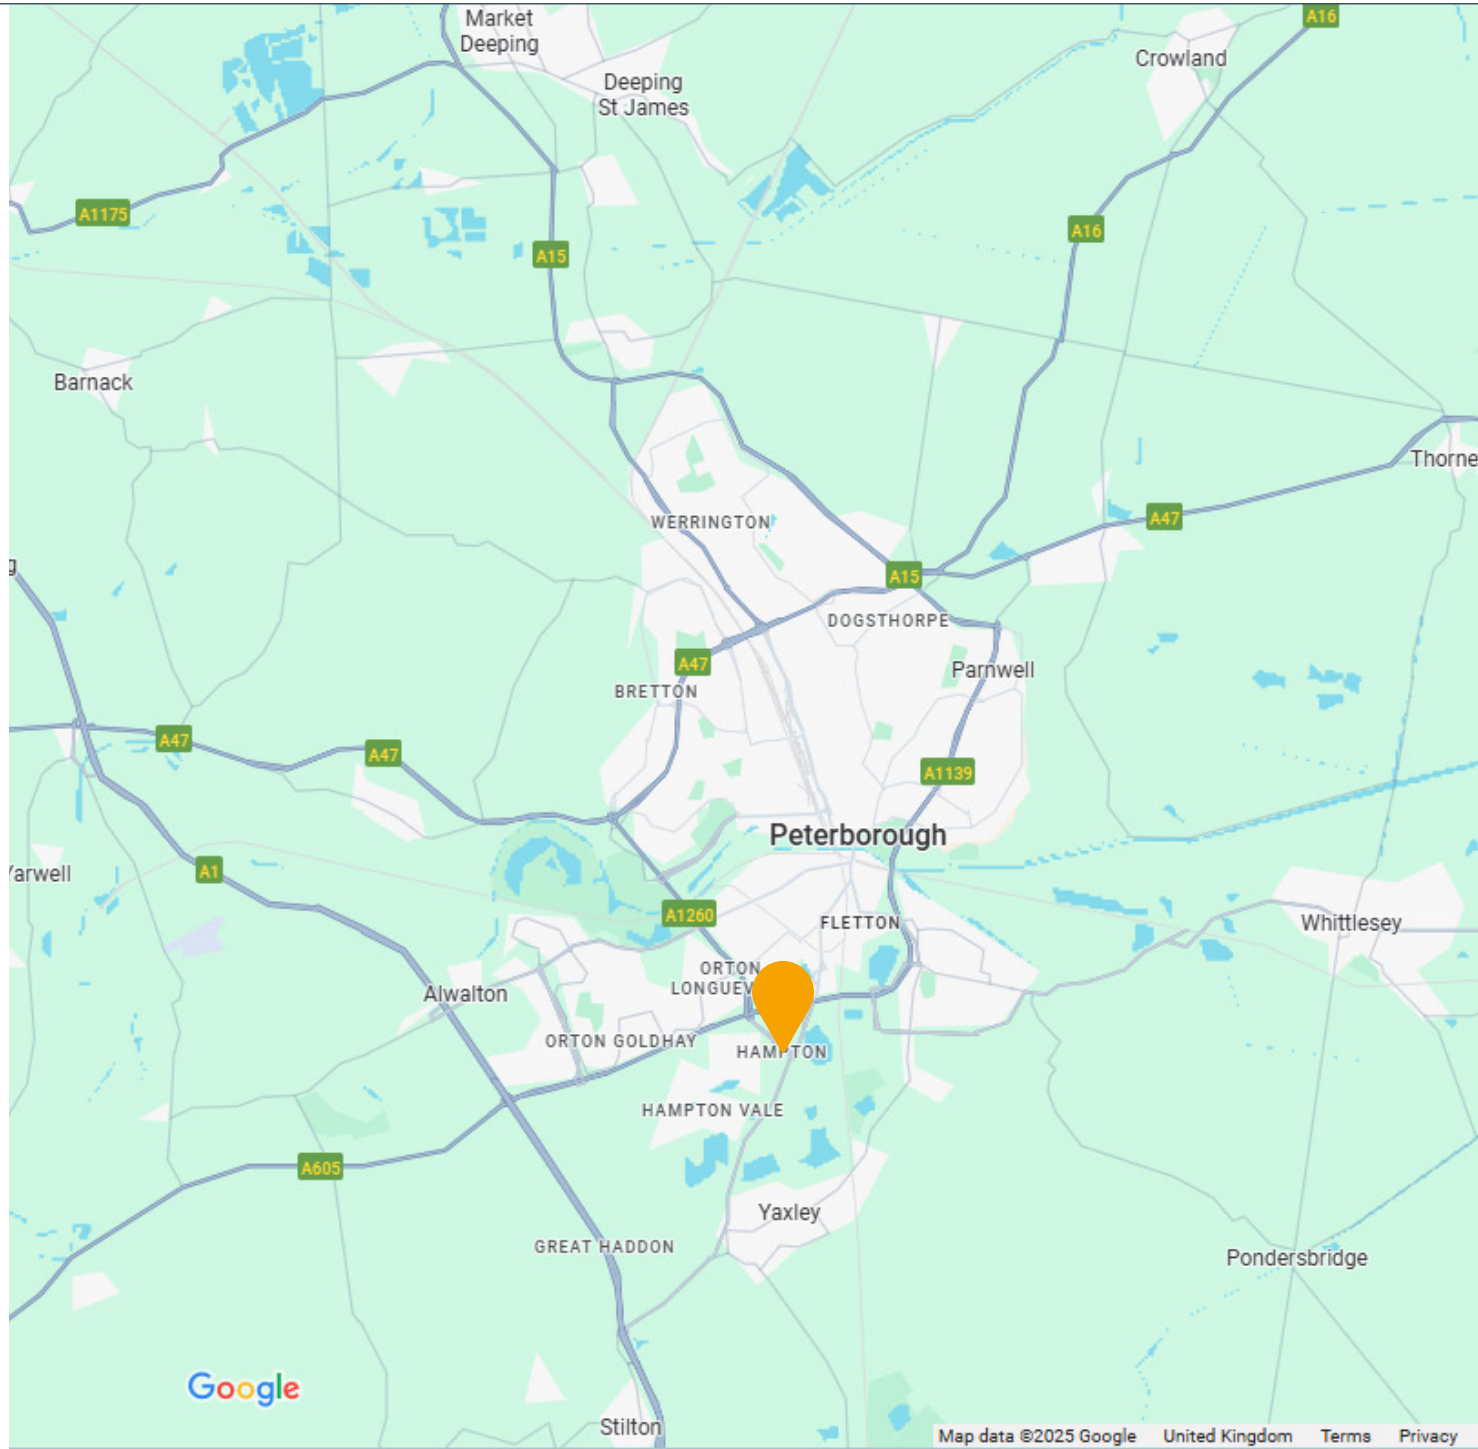 Market
Deeping
A16
Crowland
Deeping
St James
A1175
A15
A16
Barnack
Thorne
WERRINGTON
A47
g
A15
DOGSTHORPE
A47
Parnwell
BRETTON
A47
A47
A1139
Peterborough
A1
Yarwell
A1260
FLETTON
Whittlesey
ORTON
LONGUEV
Alwalton
ORTON GOLDHAY
HAMPTON
HAMPTON VALE
A605
Yaxley
GREAT HADDON
Pondersbridge
Google
Stilton
Map data ©2025 Google United Kingdom Terms Privacy